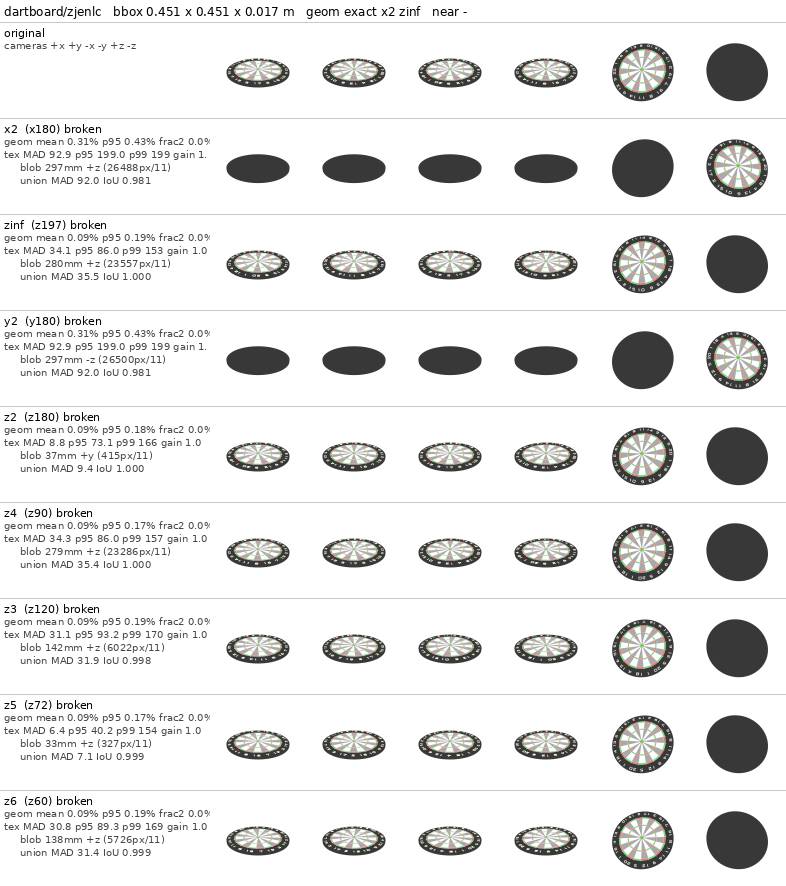 dartboard/zjenlc bbox 0.451 x 0.451 x 0.017 m geom exact x2 zinf near -
original
cameras +x +y -x -y +z -z
x2 (x180) broken
geom mean 0.31% p95 0.43% frac2 0.0%
tex MAD 92.9 p95 199.0 p99 199 gain 1.
blob 297mm +z (26488px/11)
union MAD 92.0 IoU 0.981
zinf (z197) broken
geom mean 0.09% p95 0.19% frac2 0.0%
tex MAD 34.1 p95 86.0 p99 153 gain 1.0
blob 280mm +z (23557px/11)
union MAD 35.5 IoU 1.000
y2 (y180) broken
geom mean 0.31% p95 0.43% frac2 0.0%
tex MAD 92.9 p95 199.0 p99 199 gain 1.
blob 297mm -z (26500px/11)
union MAD 92.0 IoU 0.981
z2 (z180) broken
geom mean 0.09% p95 0.18% frac2 0.0%
tex MAD 8.8 p95 73.1 p99 166 gain 1.0
blob 37mm +y (415px/11)
union MAD 9.4 IoU 1.000
z4 (z90) broken
geom mean 0.09% p95 0.17% frac2 0.0%
tex MAD 34.3 p95 86.0 p99 157 gain 1.0
blob 279mm +z (23286px/11)
union MAD 35.4 IoU 1.000
z3 (z120) broken
geom mean 0.09% p95 0.19% frac2 0.0%
tex MAD 31.1 p95 93.2 p99 170 gain 1.0
blob 142mm +z (6022px/11)
union MAD 31.9 IoU 0.998
z5 (z72) broken
geom mean 0.09% p95 0.17% frac2 0.0%
tex MAD 6.4 p95 40.2 p99 154 gain 1.0
blob 33mm +z (327px/11)
union MAD 7.1 IoU 0.999
z6 (z60) broken
geom mean 0.09% p95 0.19% frac2 0.0%
tex MAD 30.8 p95 89.3 p99 169 gain 1.0
blob 138mm +z (5726px/11)
union MAD 31.4 IoU 0.999